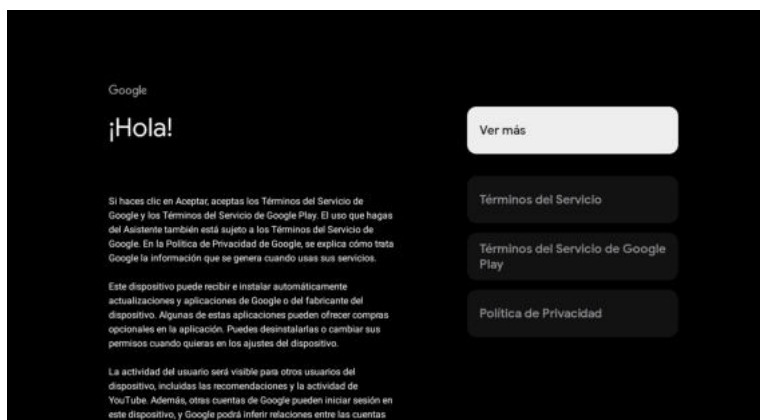 Google
¡Hola!
Si haces clic en Aceptar, aceptas los Términos del Servicio de
Google y los Términos del Servicio de Google Play. El uso que hagas
del Asistente también está sujeto a los Términos del Servicio de
Google. En la Política de Privacidad de Google, se explica cómo trata
Google la información que se genera cuando usas sus servicios.
Este dispositivo puede recibir e instalar automáticamente
actualizaciones y aplicaciones de Google o del fabricante del
dispositivo. Algunas de estas aplicaciones pueden ofrecer compras
opcionales en la aplicación. Puedes desinstalarlas o cambiar sus
permisos cuando quieras en los ajustes del dispositivo.
La actividad del usuario será visible para otros usuarios del
dispositivo, incluidas las recomendaciones y la actividad de
YouTube. Además, otras cuentas de Google pueden iniciar sesión en
este dispositivo, y Google podrá inferir relaciones entre las cuentas
Ver más
Términos del Servicio
Términos del Servicio de Google
Play
Política de Privacidad